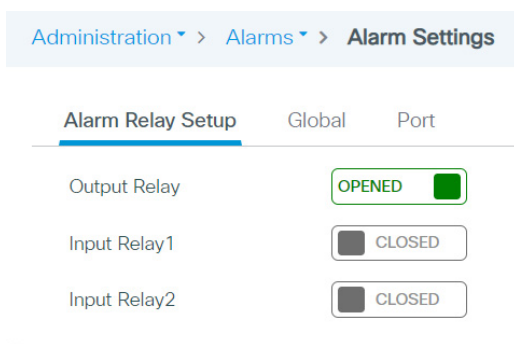 Administration > Alarms > Alarm Settings
Alarm Relay Setup Global Port
Output Relay OPENED
Input Relay1 CLOSED
Input Relay2 CLOSED